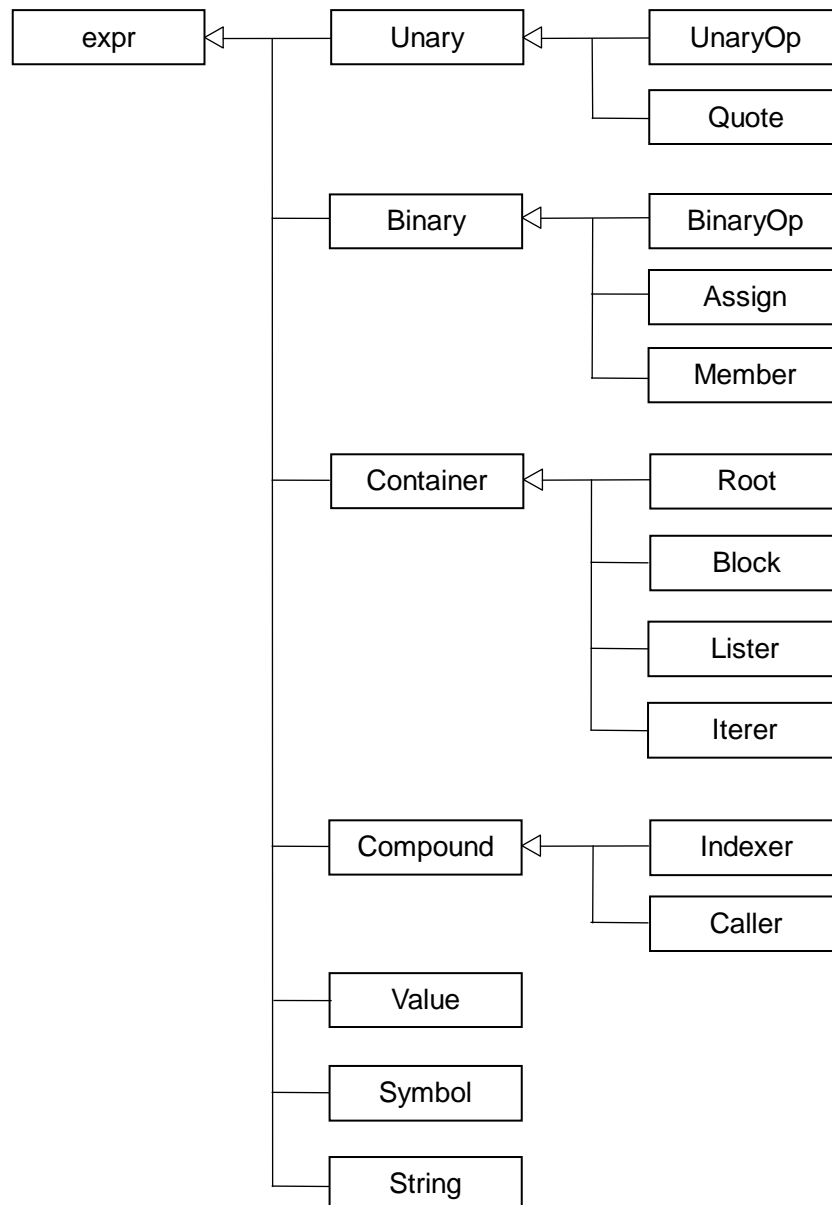 expr
Unary
UnaryOp
Quote
Binary
BinaryOp
Assign
Member
Container
Root
Block
Lister
Iterer
Compound
Indexer
Caller
Value
Symbol
String